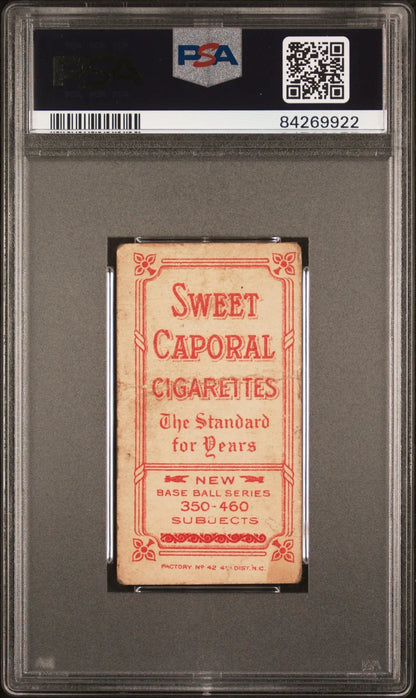 PSA
PSA
84269922
SWEET
CAPORAL
CIGARETTES
The Standard
for Years
NEW
BASE BALL SERIES
350-460
SUBJECTS
FACTORY Nº 42 4TH DIST. N.C.